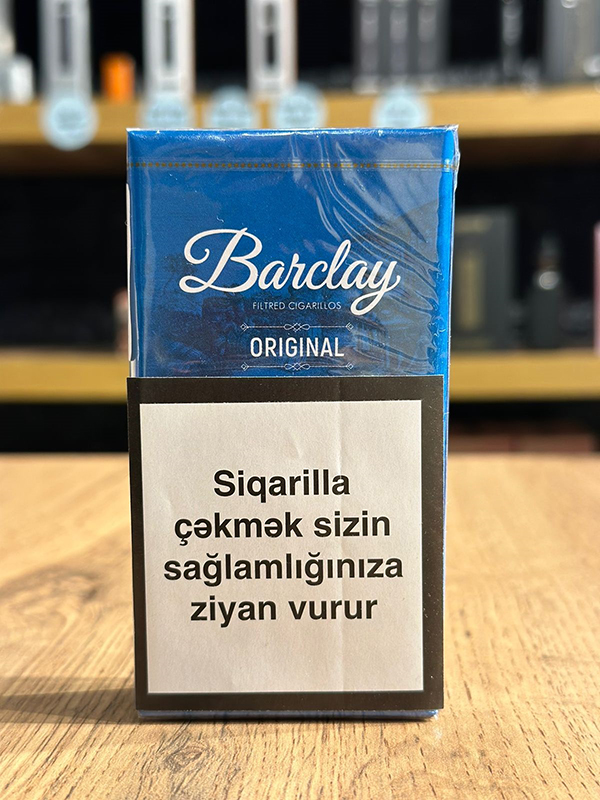 Barclay
FILTRED CIGARILLOS
ORIGINAL
Siqarilla
çəkmək sizin
sağlamlığınıza
ziyan vurur